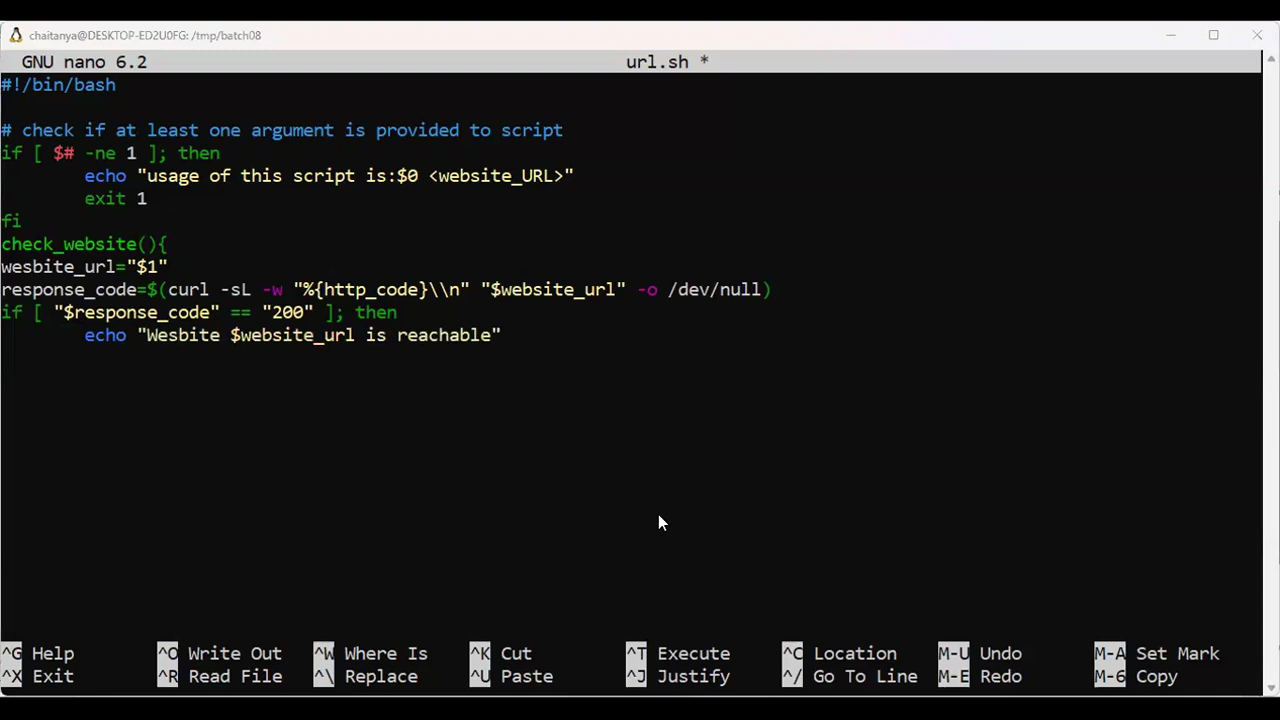 chaitanya@DESKTOP-ED2U0FG: /tmp/batch08
GNU nano 6.2 url.sh *
#!/bin/bash
# check if at least one argument is provided to script
if [ $# -ne 1 ]; then
echo "usage of this script is:$0 <website_URL>"
exit 1
fi
check_website(){
wesbite_url="$1"
response_code=$(curl -sL -w "%{http_code}\\n" "$website_url" -o /dev/null)
if [ "$response_code" == "200" ]; then
echo "Wesbite $website_url is reachable"
^G Help ^O Write Out ^W Where Is ^K Cut ^T Execute ^C Location M-U Undo M-A Set Mark
^X Exit ^R Read File ^\ Replace ^U Paste ^J Justify ^/ Go To Line M-E Redo M-6 Copy